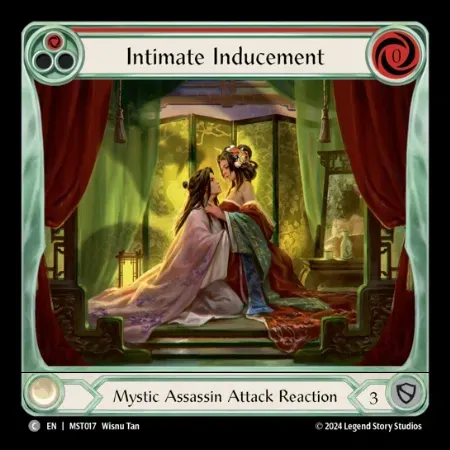 Intimate Inducement
0
Mystic Assassin Attack Reaction
3
C EN | MST017 Wisnu Tan
© 2024 Legend Story Studios